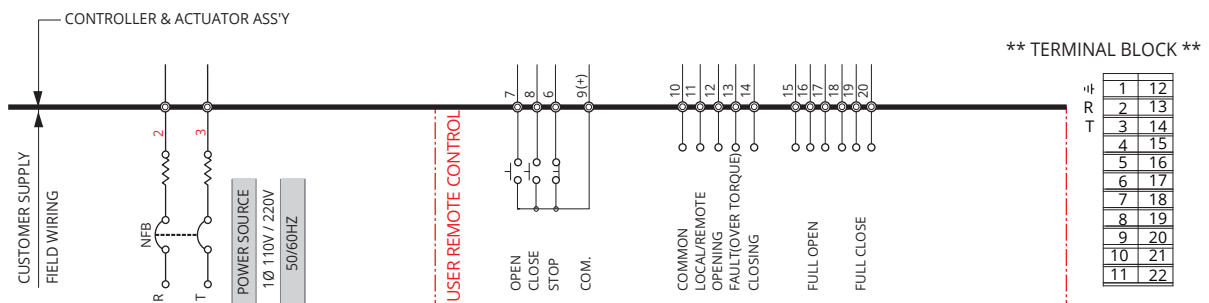 CONTROLLER & ACTUATOR ASS'Y
** TERMINAL BLOCK **
CUSTOMER SUPPLY
FIELD WIRING
2
3
NFB
R
T
POWER SOURCE
1Ø 110V / 220V
50/60HZ
USER REMOTE CONTROL
7
8
6
9(+)
OPEN
CLOSE
STOP
COM.
10
11
12
13
14
COMMON
LOCAL/REMOTE
OPENING
FAULT(OVER TORQUE)
CLOSING
15
16
17
18
19
20
FULL OPEN
FULL CLOSE
1 12
R 2 13
T 3 14
4 15
5 16
6 17
7 18
8 19
9 20
10 21
11 22